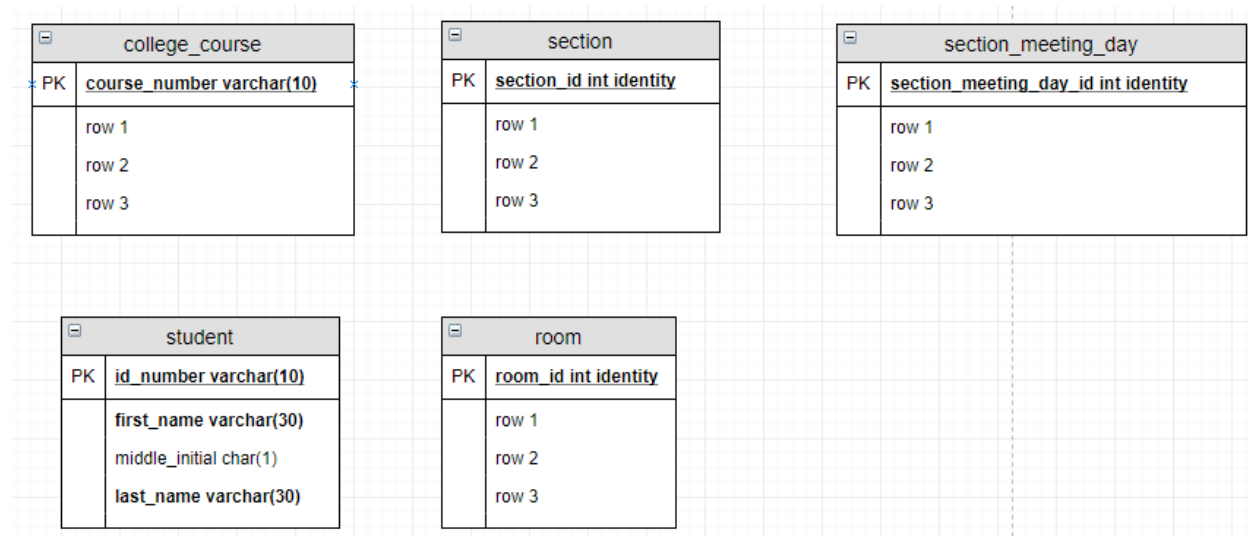 college_course
PK course_number varchar(10)
row 1
row 2
row 3
section
PK section_id int identity
row 1
row 2
row 3
section_meeting_day
PK section_meeting_day_id int identity
row 1
row 2
row 3
student
PK id_number varchar(10)
first_name varchar(30)
middle_initial char(1)
last_name varchar(30)
room
PK room_id int identity
row 1
row 2
row 3